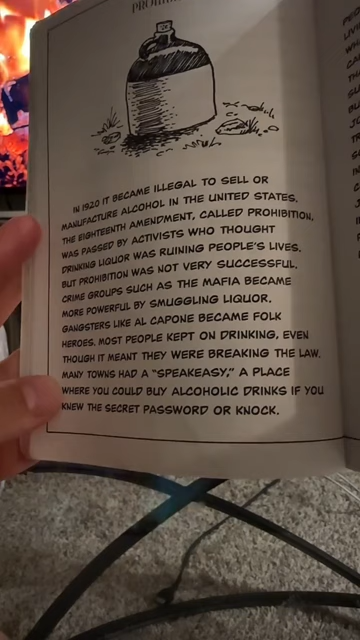 IN 1920 IT BECAME ILLEGAL TO SELL OR
MANUFACTURE ALCOHOL IN THE UNITED STATES.
THE EIGHTEENTH AMENDMENT, CALLED PROHIBITION,
WAS PASSED BY ACTIVISTS WHO THOUGHT
DRINKING LIQUOR WAS RUINING PEOPLE'S LIVES.
BUT PROHIBITION WAS NOT VERY SUCCESSFUL.
CRIME GROUPS SUCH AS THE MAFIA BECAME
MORE POWERFUL BY SMUGGLING LIQUOR.
GANGSTERS LIKE AL CAPONE BECAME FOLK
HEROES. MOST PEOPLE KEPT ON DRINKING, EVEN
THOUGH IT MEANT THEY WERE BREAKING THE LAW.
MANY TOWNS HAD A "SPEAKEASY," A PLACE
WHERE YOU COULD BUY ALCOHOLIC DRINKS IF YOU
KNEW THE SECRET PASSWORD OR KNOCK.